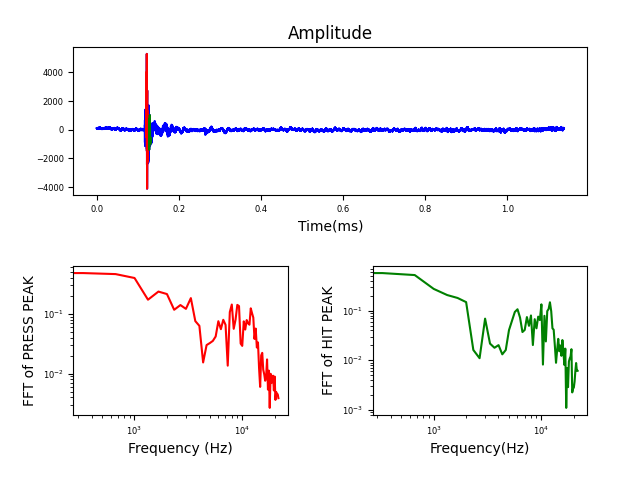 Amplitude
4000
2000
0
−2000
−4000
0.0 0.2 0.4 0.6 0.8 1.0
Time(ms)
FFT of PRESS PEAK
10⁻¹
10⁻²
10³ 10⁴
Frequency (Hz)
FFT of HIT PEAK
10⁻¹
10⁻²
10⁻³
10³ 10⁴
Frequency(Hz)